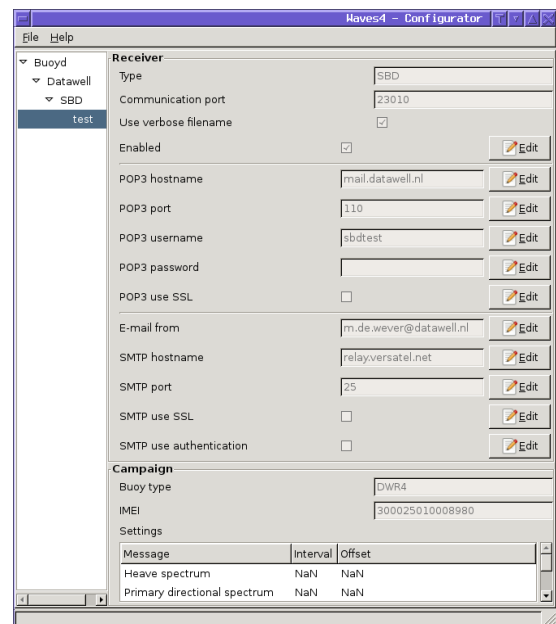 Waves4 – Configurator
File Help
Buoyd
Datawell
SBD
test
Receiver
Type SBD
Communication port 23010
Use verbose filename
Enabled Edit
POP3 hostname mail.datawell.nl Edit
POP3 port 110 Edit
POP3 username sbdtest Edit
POP3 password Edit
POP3 use SSL Edit
E-mail from m.de.wever@datawell.nl Edit
SMTP hostname relay.versatel.net Edit
SMTP port 25 Edit
SMTP use SSL Edit
SMTP use authentication Edit
Campaign
Buoy type DWR4
IMEI 300025010008980
Settings
Message Interval Offset
Heave spectrum NaN NaN
Primary directional spectrum NaN NaN